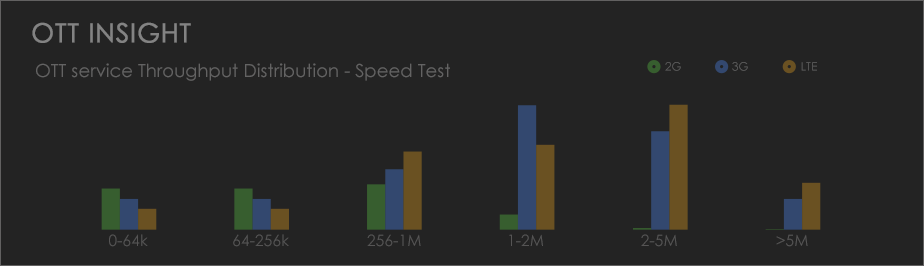 OTT INSIGHT
OTT service Throughput Distribution - Speed Test
2G 3G LTE
0-64k 64-256k 256-1M 1-2M 2-5M >5M